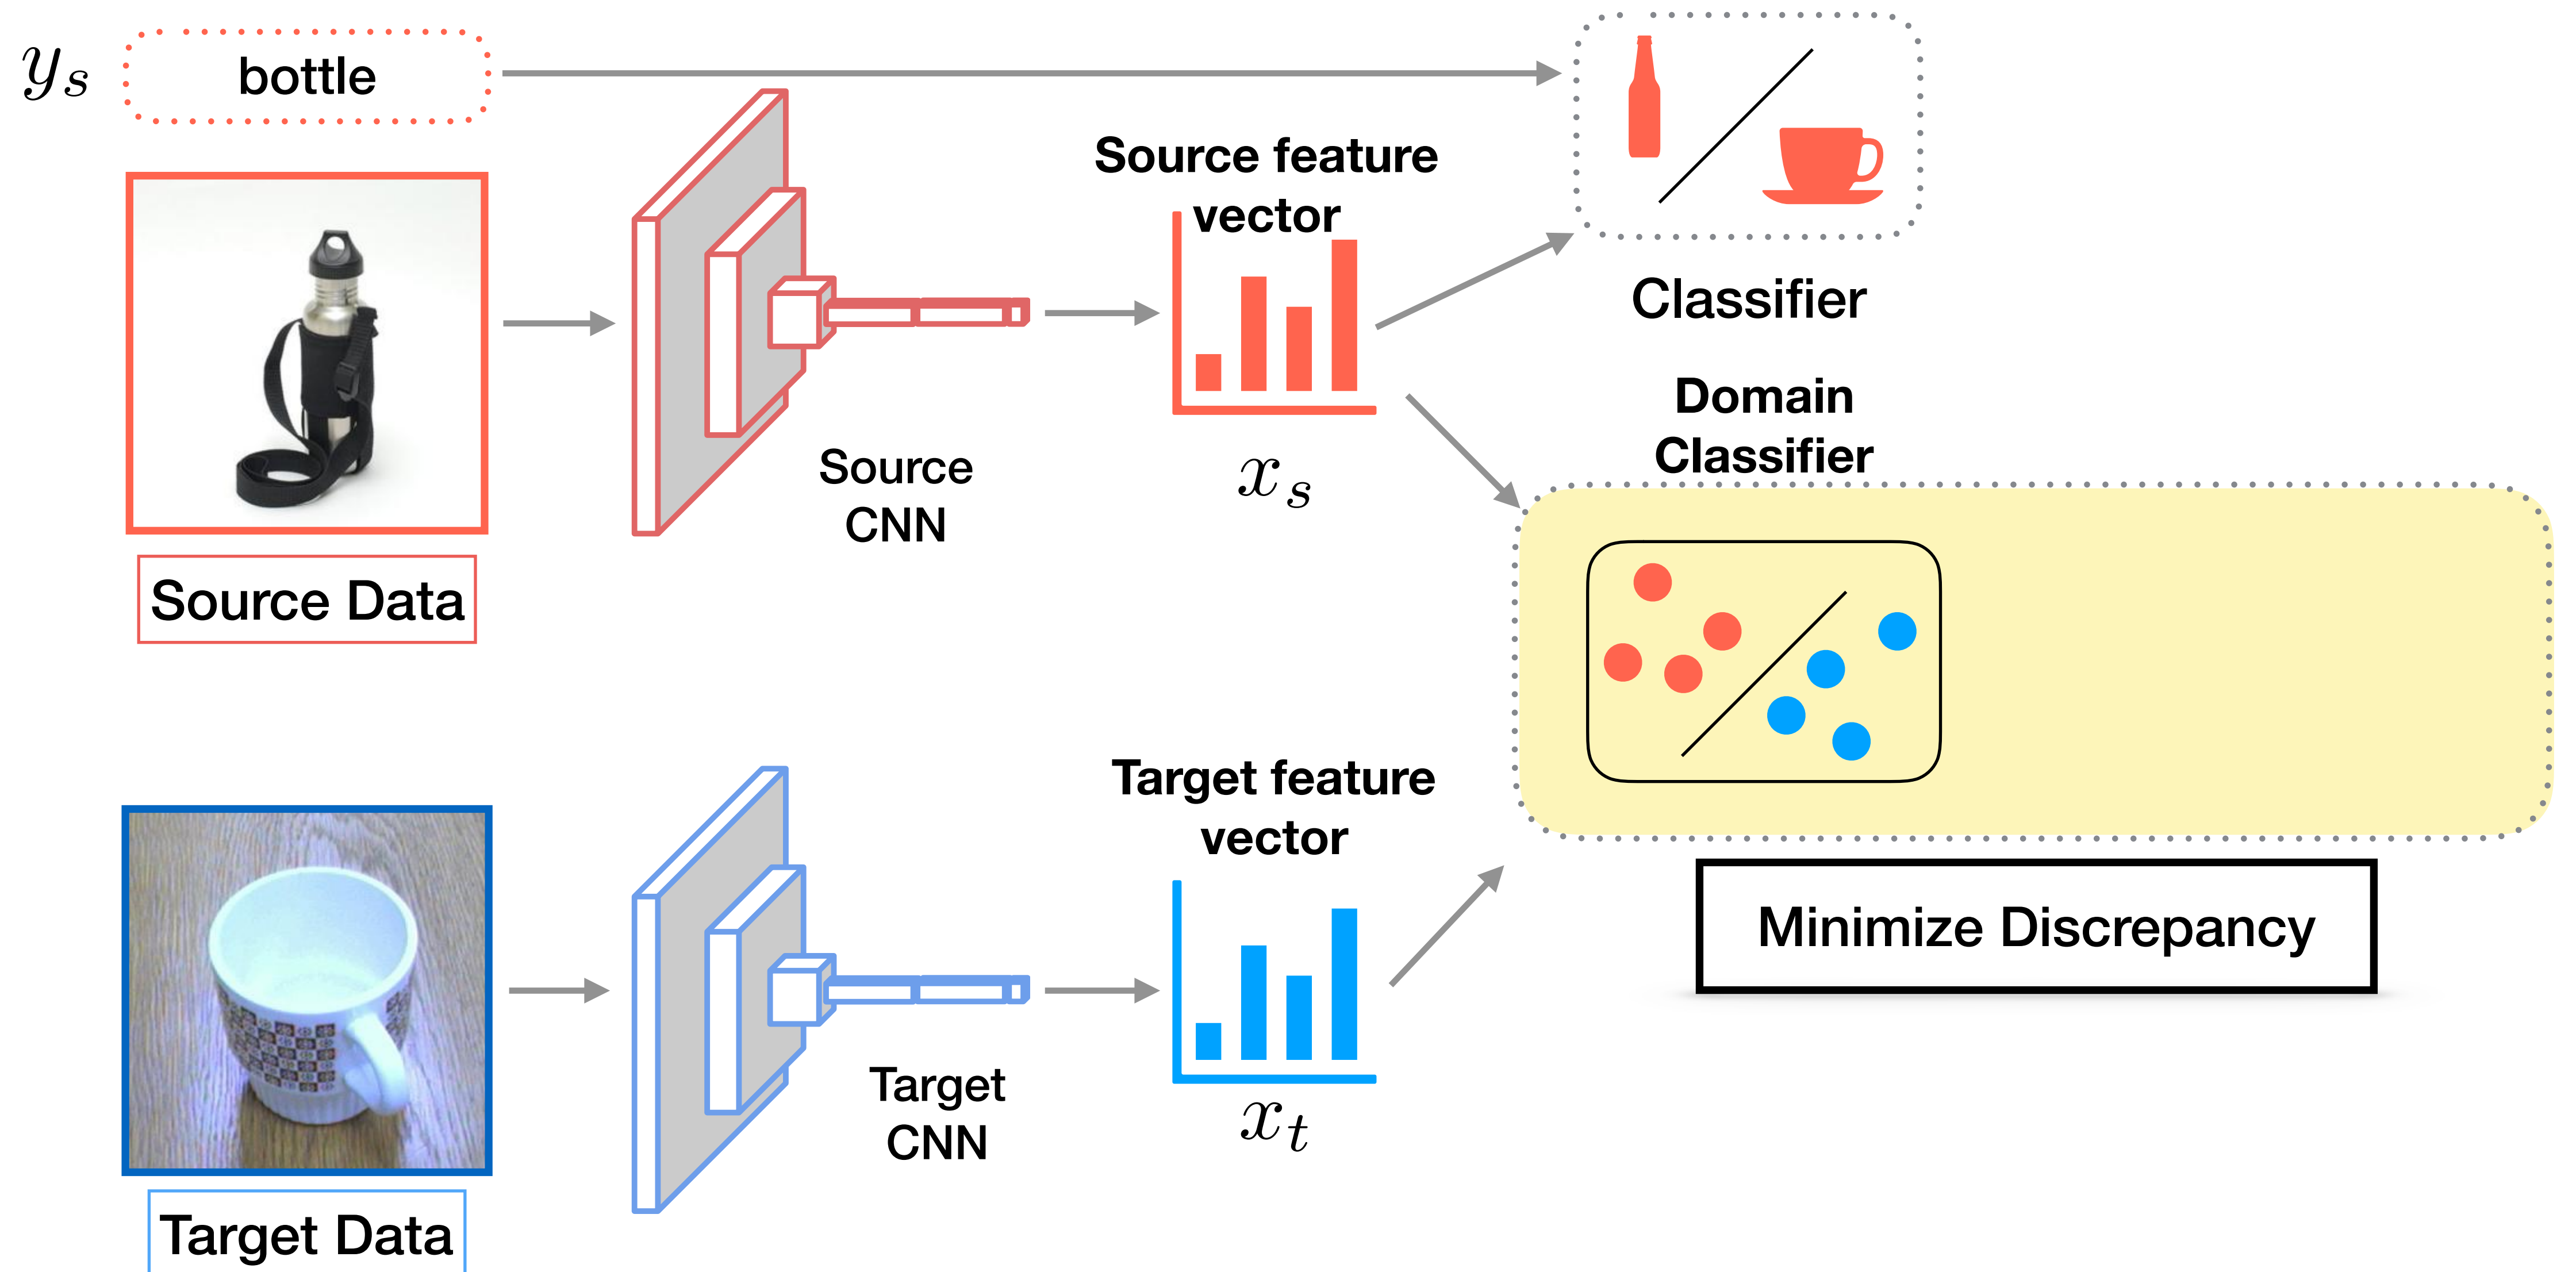 y_s
bottle
Source feature
vector
Classifier
Source
CNN
x_s
Source Data
Domain
Classifier
Target feature
vector
Minimize Discrepancy
Target
CNN
x_t
Target Data